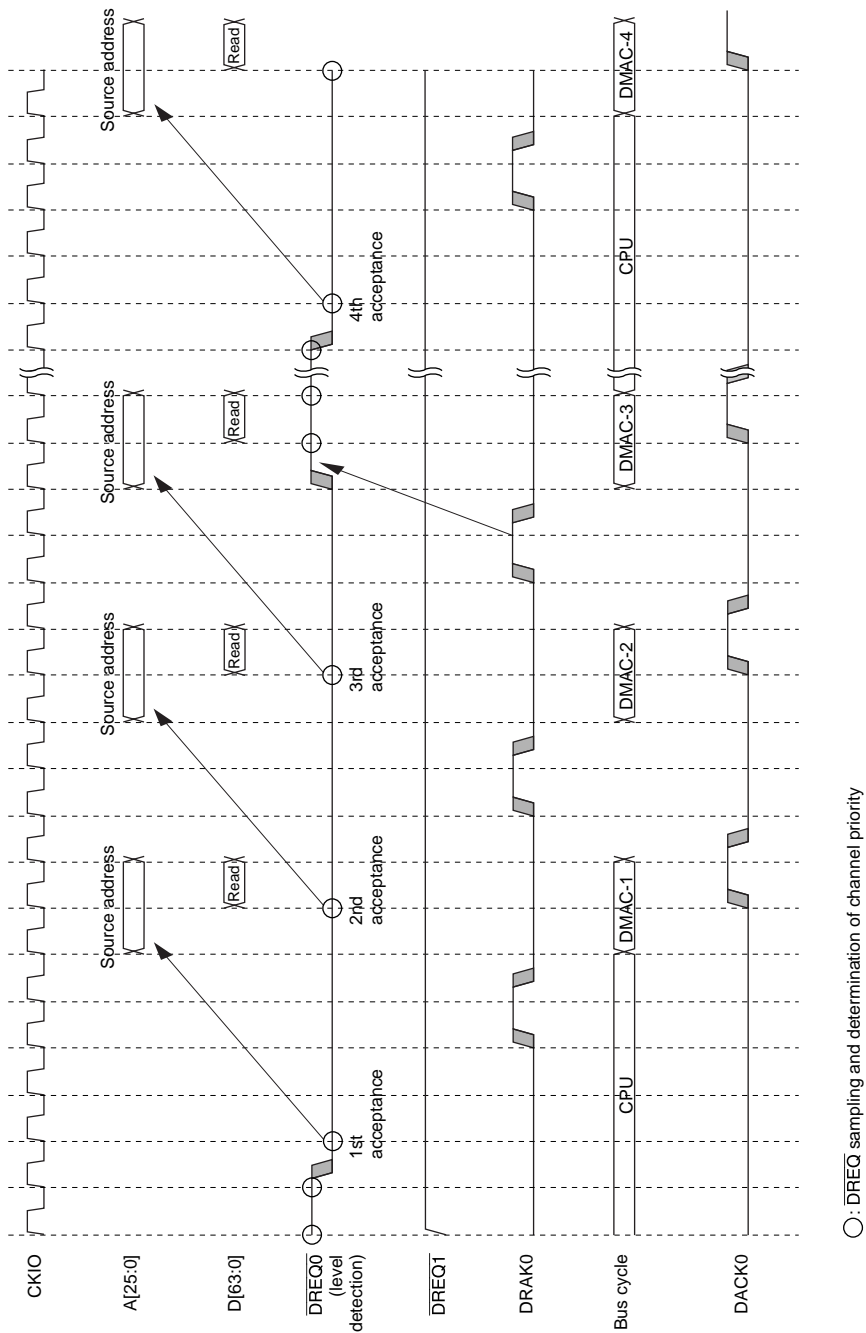 CKIO
Source address
Source address
Source address
Source address
A[25:0]
Read
Read
Read
Read
D[63:0]
DREQ0
(level
detection)
1st
acceptance
2nd
acceptance
3rd
acceptance
4th
acceptance
DREQ1
DRAK0
Bus cycle
CPU
DMAC-1
DMAC-2
DMAC-3
CPU
DMAC-4
DACK0
○: DREQ sampling and determination of channel priority